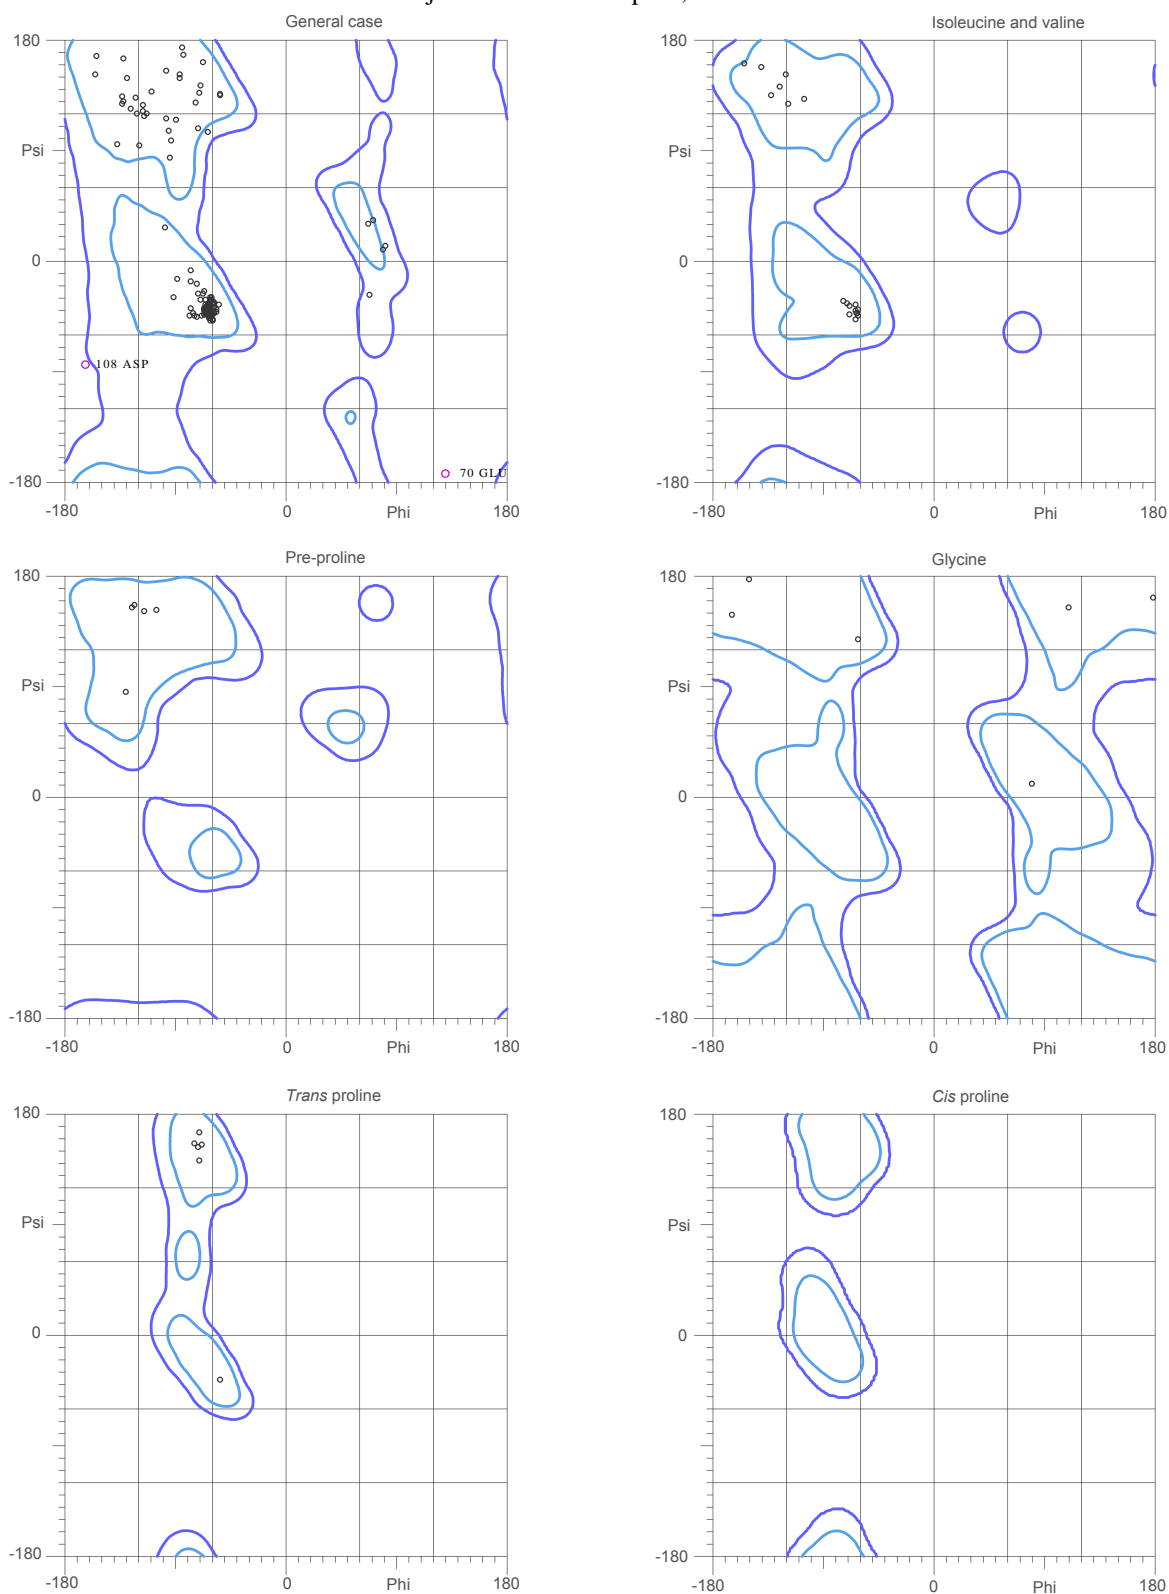 General case
Isoleucine and valine
180
180
Psi
Psi
0
0
108 ASP
70 GLU
-180
-180
-180
0
Phi
180
-180
0
Phi
180
Pre-proline
Glycine
180
180
Psi
Psi
0
0
-180
-180
-180
0
Phi
180
-180
0
Phi
180
Trans proline
Cis proline
180
180
Psi
Psi
0
0
-180
-180
-180
0
Phi
180
-180
0
Phi
180